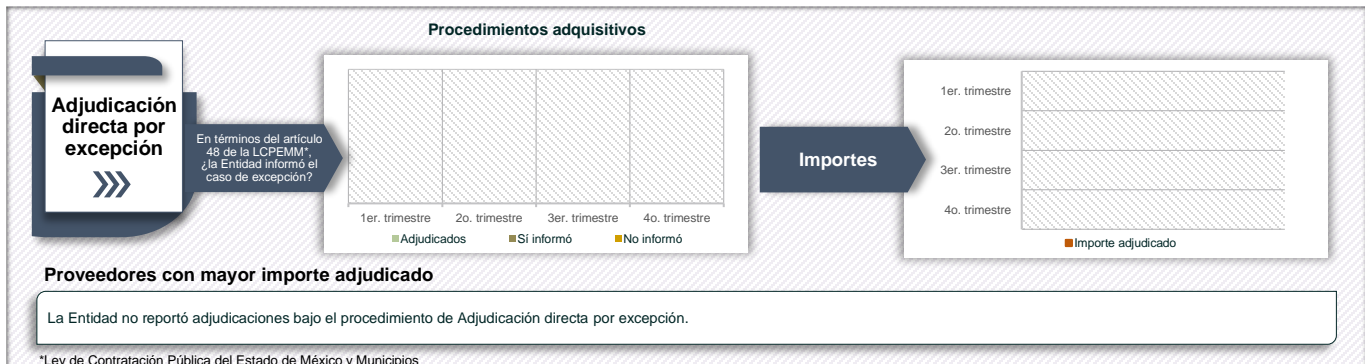 Procedimientos adquisitivos
Adjudicación
directa por
excepción
En términos del artículo
48 de la LCPEMM*,
¿la Entidad informó el
caso de excepción?
1er. trimestre 2o. trimestre 3er. trimestre 4o. trimestre
Adjudicados Sí informó No informó
Importes
1er. trimestre
2o. trimestre
3er. trimestre
4o. trimestre
Importe adjudicado
Proveedores con mayor importe adjudicado
La Entidad no reportó adjudicaciones bajo el procedimiento de Adjudicación directa por excepción.
*Ley de Contratación Pública del Estado de México y Municipios